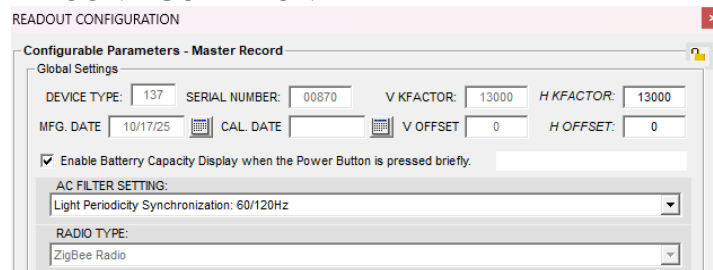 READOUT CONFIGURATION
Configurable Parameters - Master Record
Global Settings
DEVICE TYPE: 137 SERIAL NUMBER: 00870 V KFACTOR: 13000 H KFACTOR: 13000
MFG. DATE 10/17/25 CAL. DATE V OFFSET 0 H OFFSET: 0
Enable Batterry Capacity Display when the Power Button is pressed briefly.
AC FILTER SETTING:
Light Periodicity Synchronization: 60/120Hz
RADIO TYPE:
ZigBee Radio